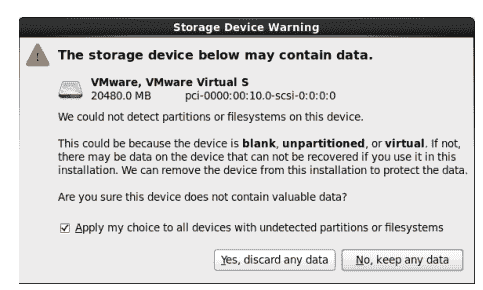 Storage Device Warning
The storage device below may contain data.
VMware, VMware Virtual S
20480.0 MB pci-0000:00:10.0-scsi-0:0:0:0
We could not detect partitions or filesystems on this device.
This could be because the device is blank, unpartitioned, or virtual. If not,
there may be data on the device that can not be recovered if you use it in this
installation. We can remove the device from this installation to protect the data.
Are you sure this device does not contain valuable data?
Apply my choice to all devices with undetected partitions or filesystems
Yes, discard any data No, keep any data